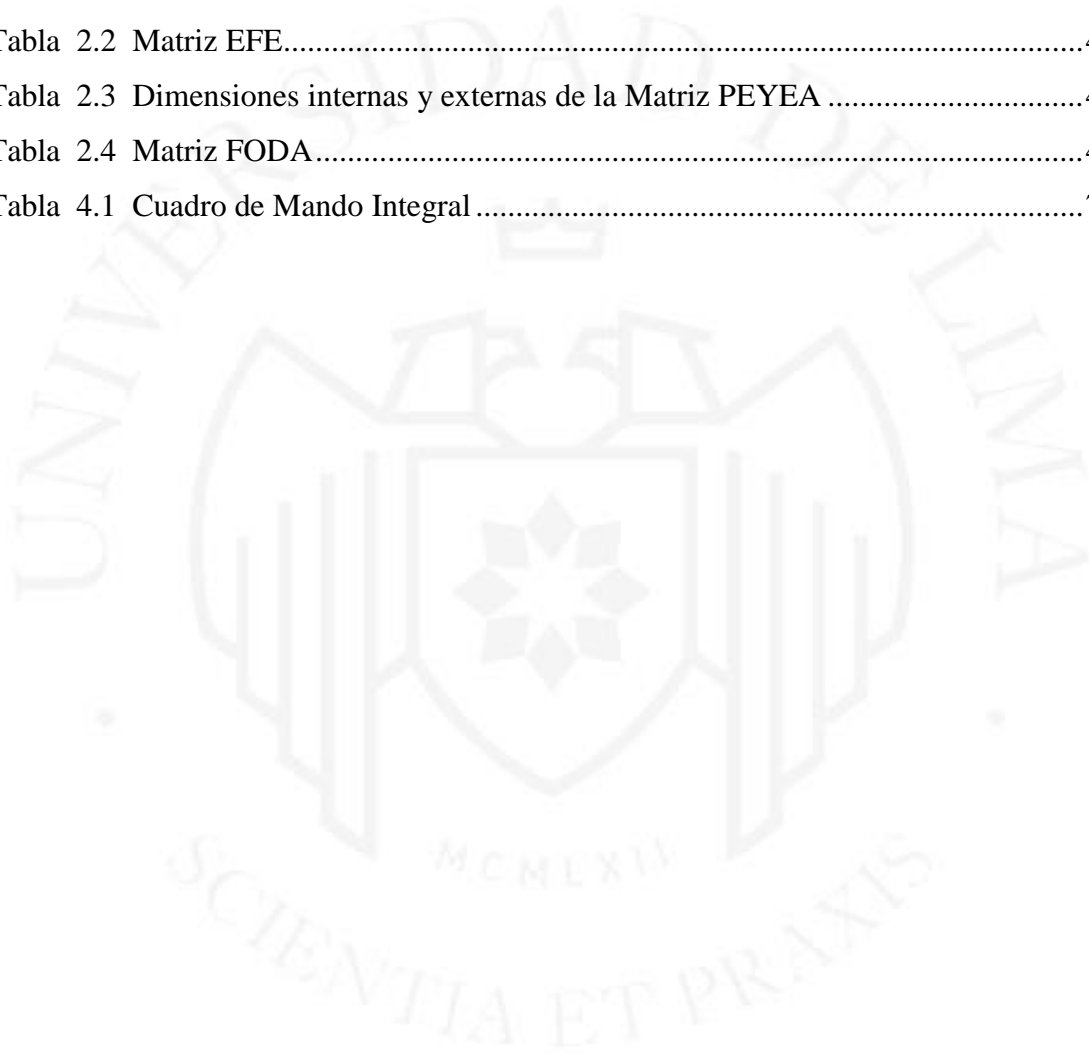 Tabla 2.2 Matriz EFE
Tabla 2.3 Dimensiones internas y externas de la Matriz PEYEA
Tabla 2.4 Matriz FODA
Tabla 4.1 Cuadro de Mando Integral
UNIVERSIDAD DE LIMA
MCMLXII
SCIENTIA ET PRAXIS